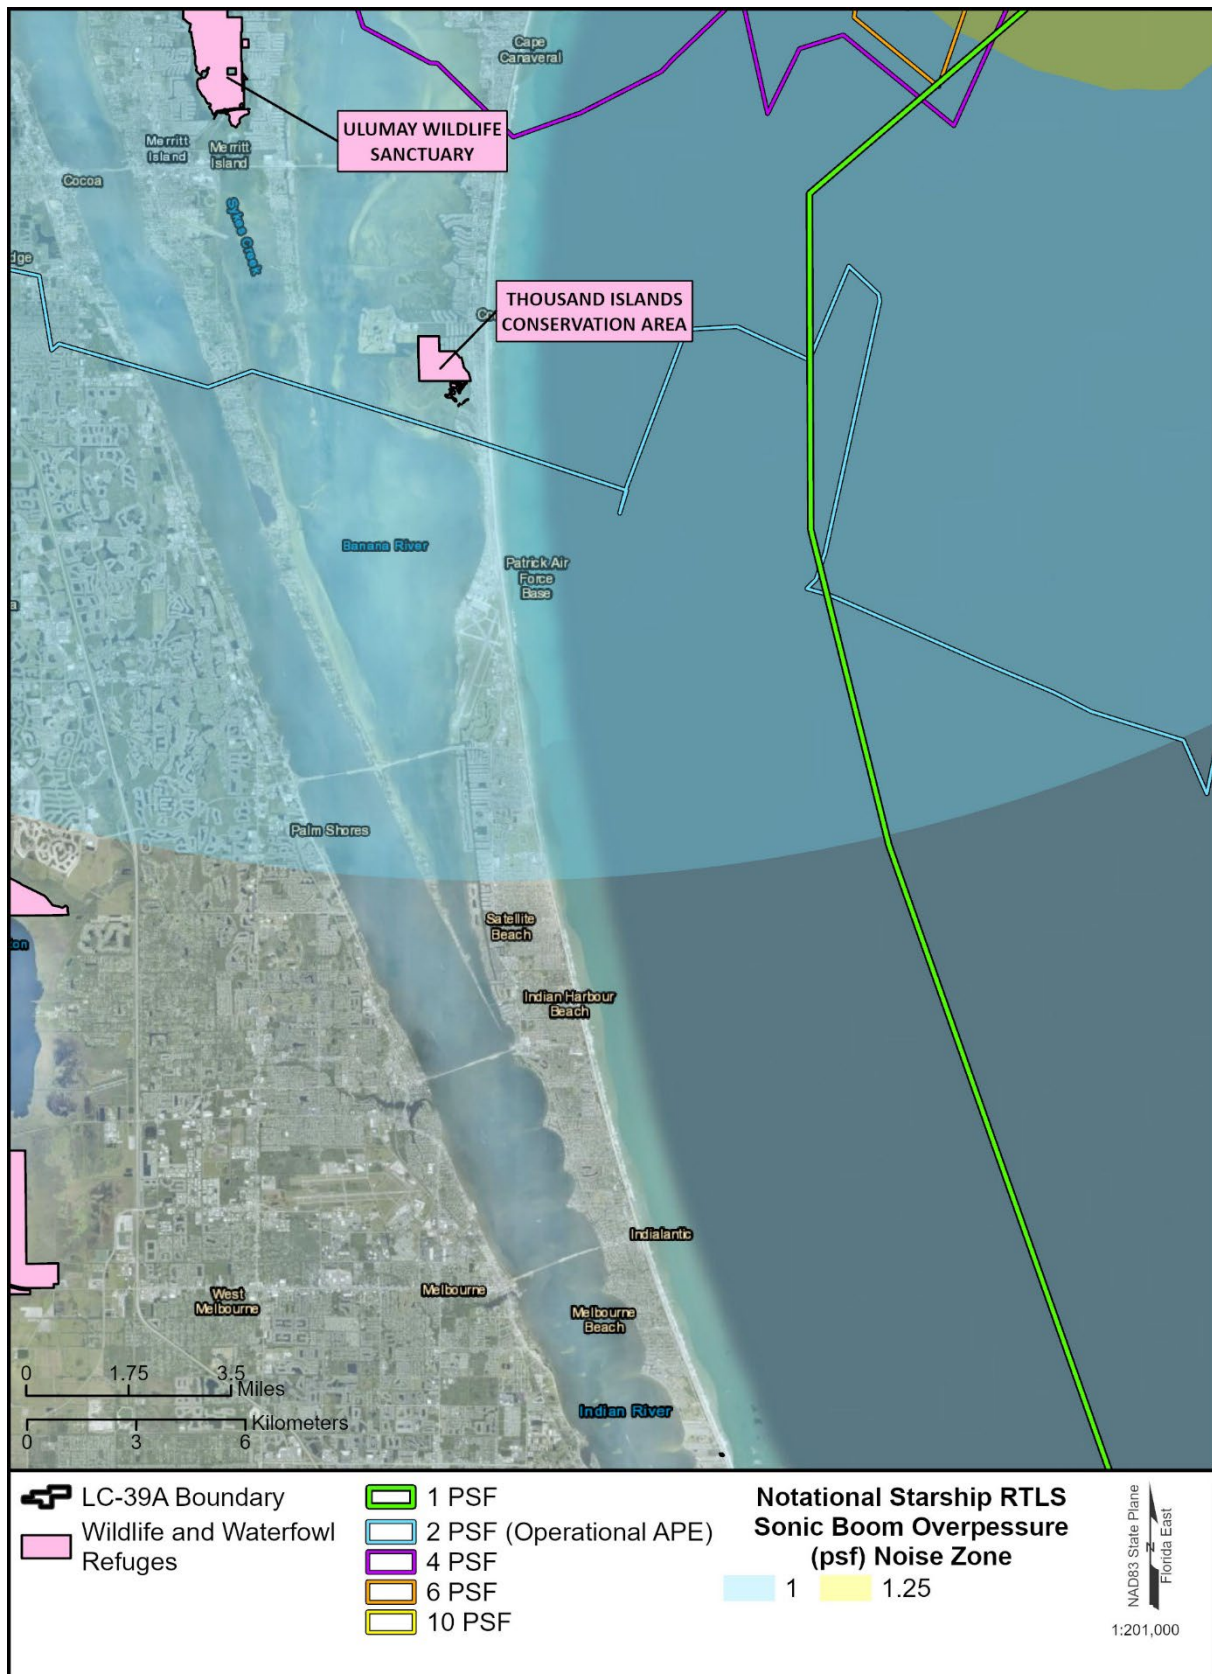 Cape
Canaveral
ULUMAY WILDLIFE
SANCTUARY
Merritt
Island
Merritt
Island
Cocoa
Sykes Creek
dge
THOUSAND ISLANDS
CONSERVATION AREA
Co
Banana River
Patrick Air
Force
Base
a
Palm Shores
Satellite
Beach
ton
Indian Harbour
Beach
Indialantic
West
Melbourne
Melbourne
Melbourne
Beach
Indian River
0 1.75 3.5
Miles
Kilometers
0 3 6
LC-39A Boundary
Wildlife and Waterfowl
Refuges
1 PSF
2 PSF (Operational APE)
4 PSF
6 PSF
10 PSF
Notational Starship RTLS
Sonic Boom Overpressure
(psf) Noise Zone
1 1.25
NAD83 State Plane
Florida East
N
1:201,000